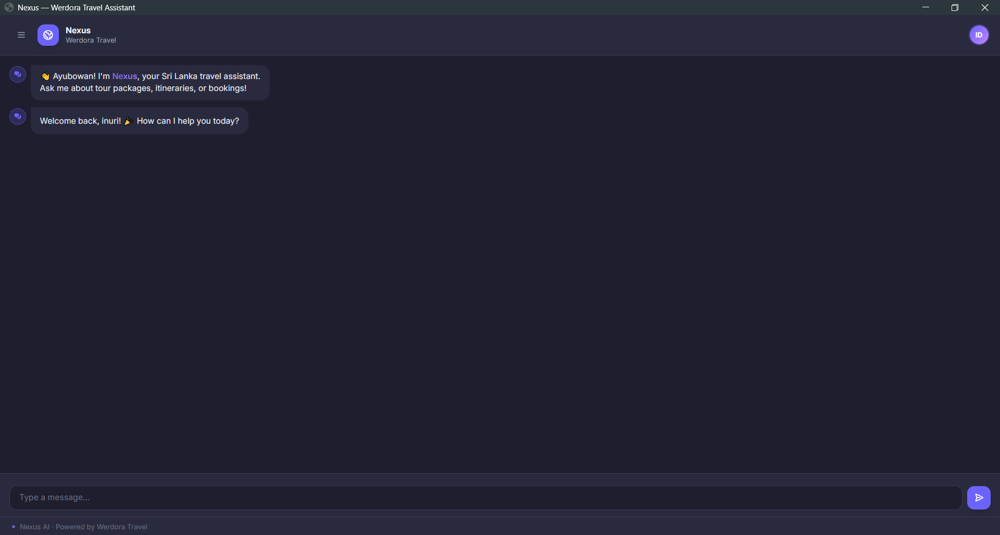 Nexus — Werdora Travel Assistant
Nexus
Werdora Travel
ID
👋 Ayubowan! I'm Nexus, your Sri Lanka travel assistant.
Ask me about tour packages, itineraries, or bookings!
Welcome back, inuri! 🎉 How can I help you today?
Type a message...
Nexus AI · Powered by Werdora Travel